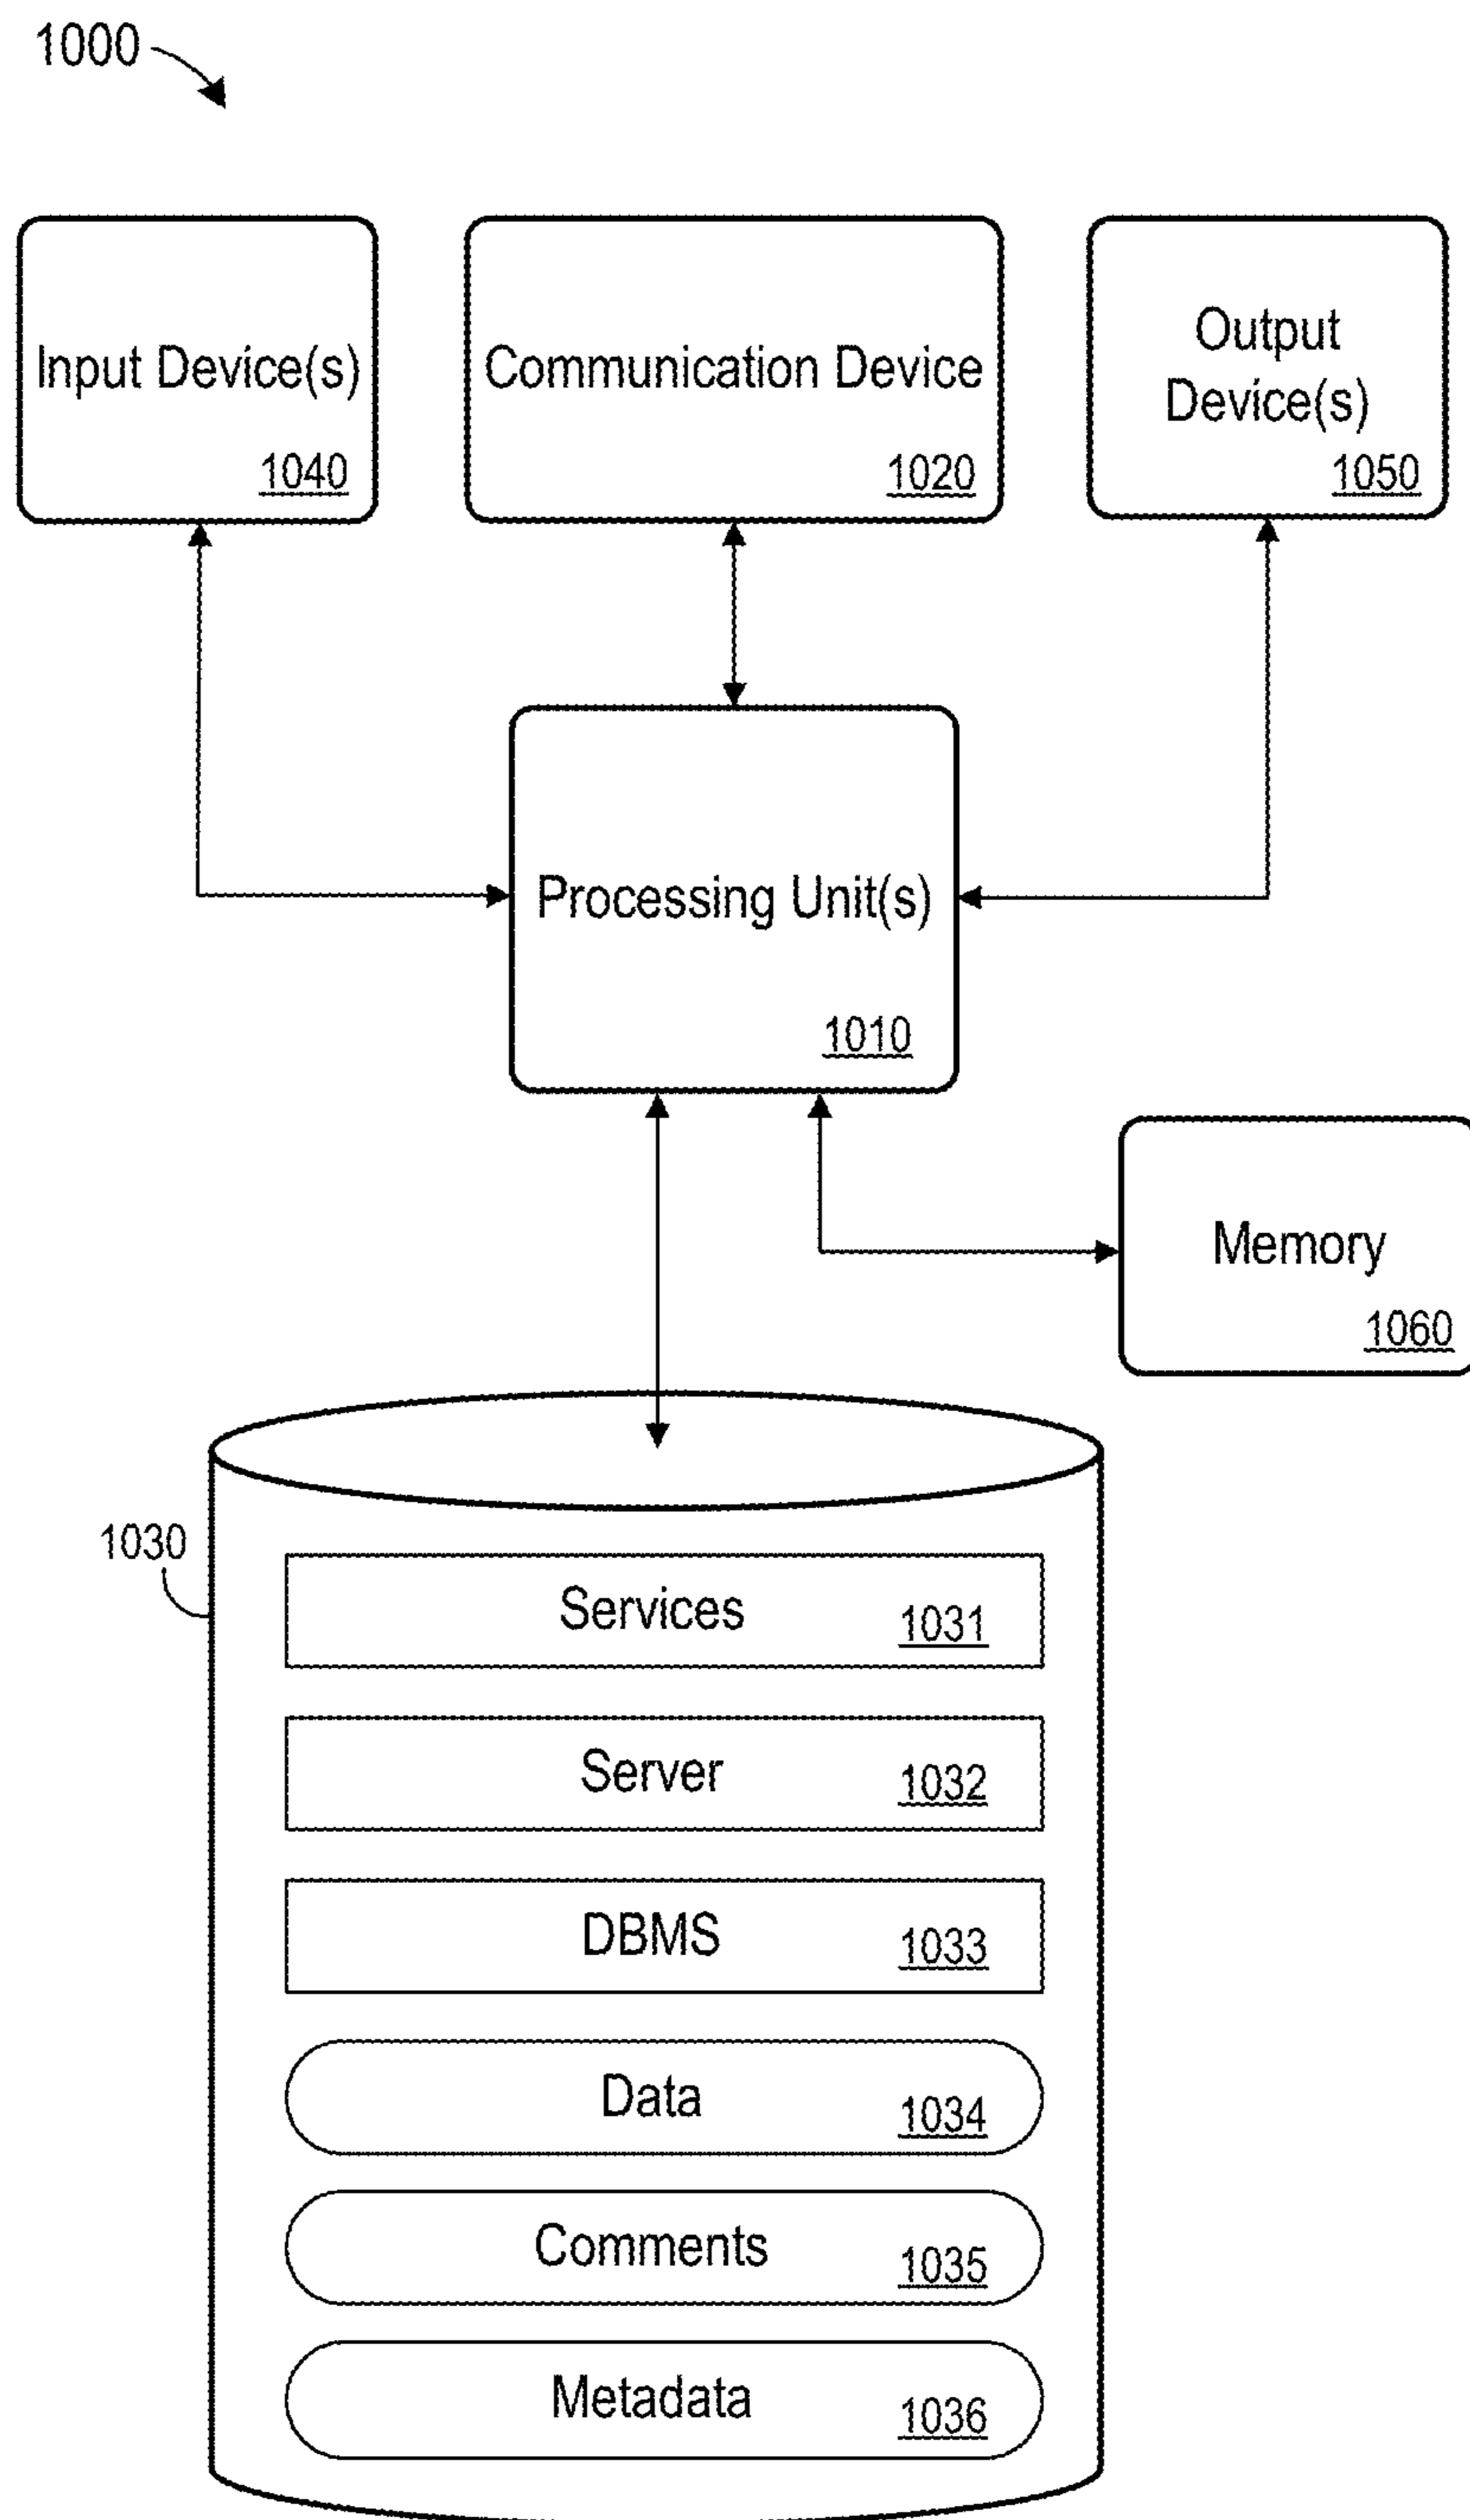 1000
Input Device(s)
1040
Communication Device
1020
Output
Device(s)
1050
Processing Unit(s)
1010
Memory
1060
1030
Services 1031
Server 1032
DBMS 1033
Data 1034
Comments 1035
Metadata 1036